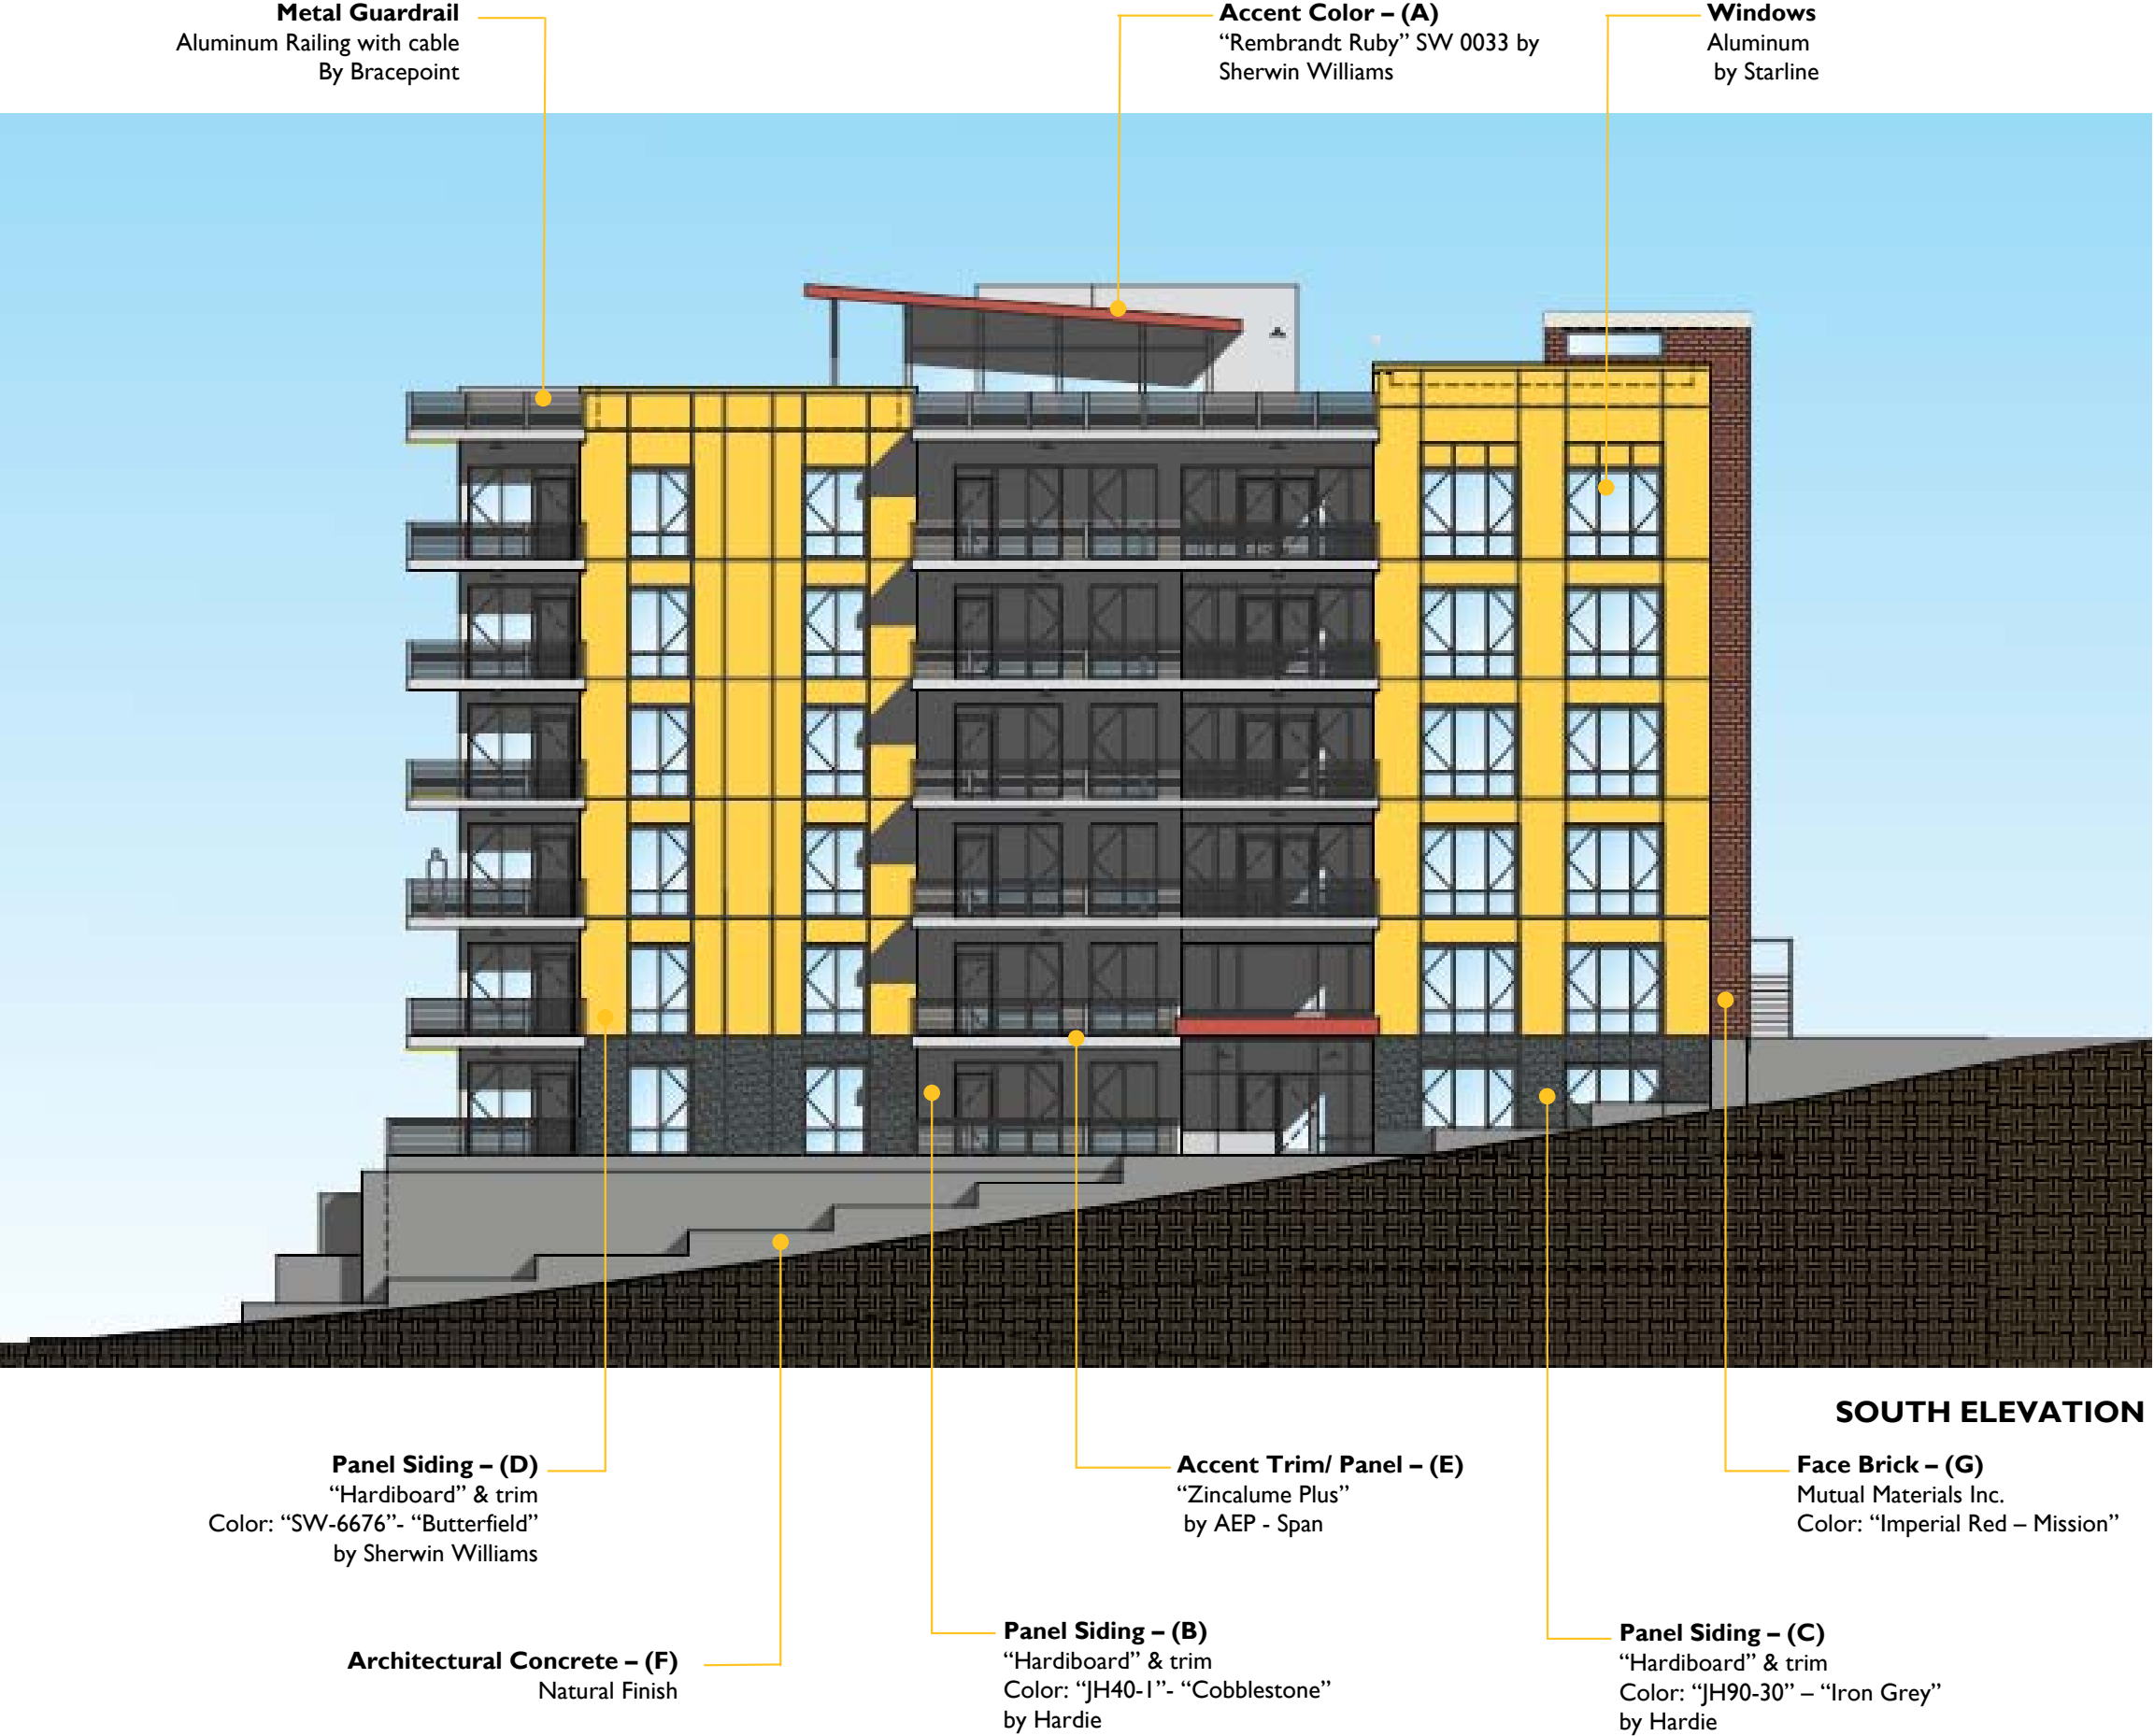 Metal Guardrail
Aluminum Railing with cable
By Bracepoint
Accent Color – (A)
“Rembrandt Ruby” SW 0033 by
Sherwin Williams
Windows
Aluminum
by Starline
SOUTH ELEVATION
Panel Siding – (D)
“Hardiboard” & trim
Color: “SW-6676”- “Butterfield”
by Sherwin Williams
Accent Trim/ Panel – (E)
“Zincalume Plus”
by AEP - Span
Face Brick – (G)
Mutual Materials Inc.
Color: “Imperial Red – Mission”
Architectural Concrete – (F)
Natural Finish
Panel Siding – (B)
“Hardiboard” & trim
Color: “JH40-1”- “Cobblestone”
by Hardie
Panel Siding – (C)
“Hardiboard” & trim
Color: “JH90-30” – “Iron Grey”
by Hardie